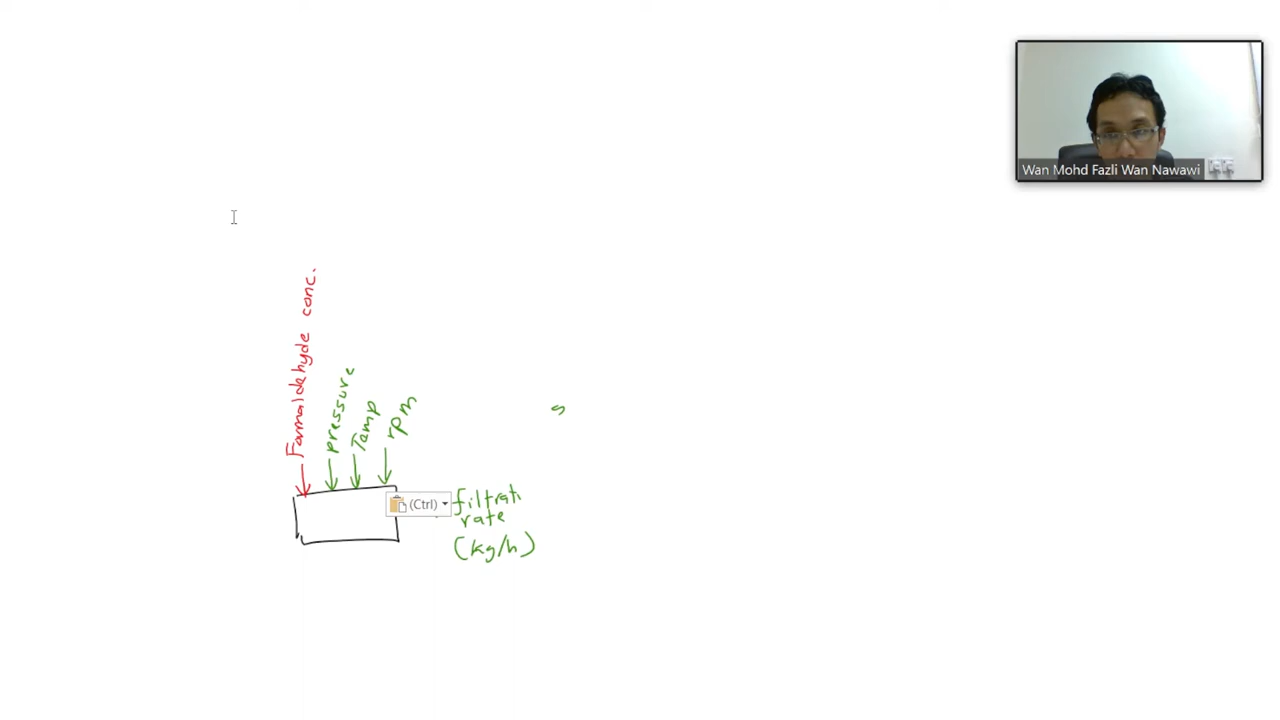 Wan Mohd Fazli Wan Nawawi
Formaldehyde conc.
pressure
Temp
rpm
s
(Ctrl)
filtrati
rate
(kg/h)